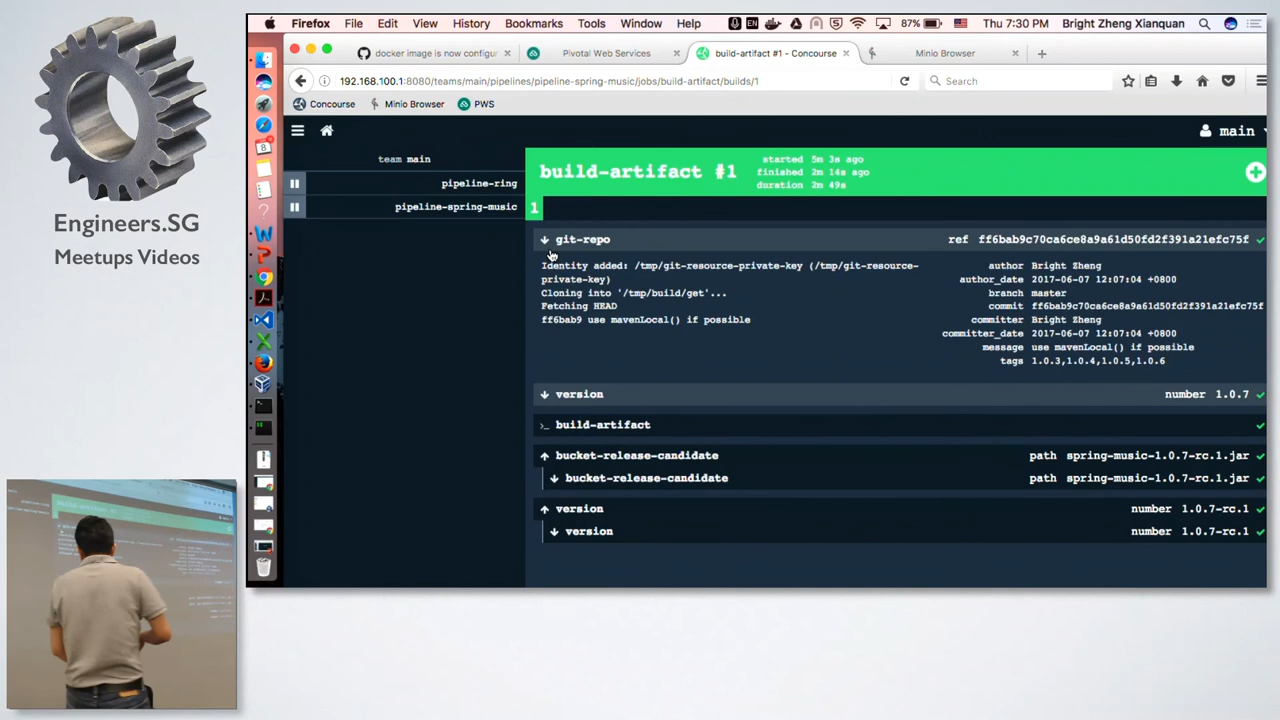 Engineers.SG
Meetups Videos
Firefox File Edit View History Bookmarks Tools Window Help 87% Thu 7:30 PM Bright Zheng Xianquan
docker image is now configur Pivotal Web Services build-artifact #1 - Concourse Minio Browser
192.168.100.1:8080/teams/main/pipelines/pipeline-spring-music/jobs/build-artifact/builds/1 Search
Concourse Minio Browser PWS
main
team main
pipeline-ring
pipeline-spring-music
build-artifact #1
started 5m 3s ago
finished 2m 14s ago
duration 2m 49s
1
git-repo ref ff6bab9c70ca6ce8a9a61d50fd2f391a21efc75f
Identity added: /tmp/git-resource-private-key (/tmp/git-resource-
private-key)
Cloning into '/tmp/build/get'...
Fetching HEAD
ff6bab9 use mavenLocal() if possible
author Bright Zheng
author_date 2017-06-07 12:07:04 +0800
branch master
commit ff6bab9c70ca6ce8a9a61d50fd2f391a21efc75f
committer Bright Zheng
committer_date 2017-06-07 12:07:04 +0800
message use mavenLocal() if possible
tags 1.0.3,1.0.4,1.0.5,1.0.6
version number 1.0.7
build-artifact
bucket-release-candidate path spring-music-1.0.7-rc.1.jar
bucket-release-candidate path spring-music-1.0.7-rc.1.jar
version number 1.0.7-rc.1
version number 1.0.7-rc.1